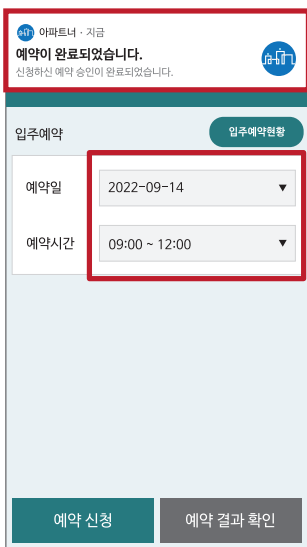 아파트너 · 지금
예약이 완료되었습니다.
신청하신 예약 승인이 완료되었습니다.
입주예약
입주예약현황
예약일
2022-09-14
예약시간
09:00 ~ 12:00
예약 신청
예약 결과 확인